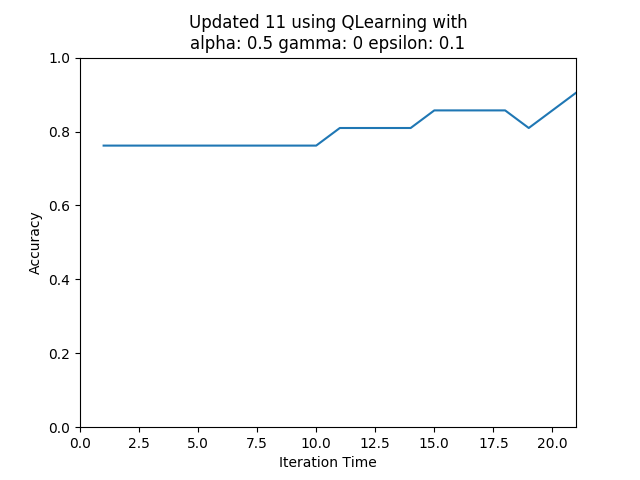 Updated 11 using QLearning with
alpha: 0.5 gamma: 0 epsilon: 0.1
1.0
0.8
0.6
0.4
0.2
0.0
Accuracy
0.0 2.5 5.0 7.5 10.0 12.5 15.0 17.5 20.0
Iteration Time